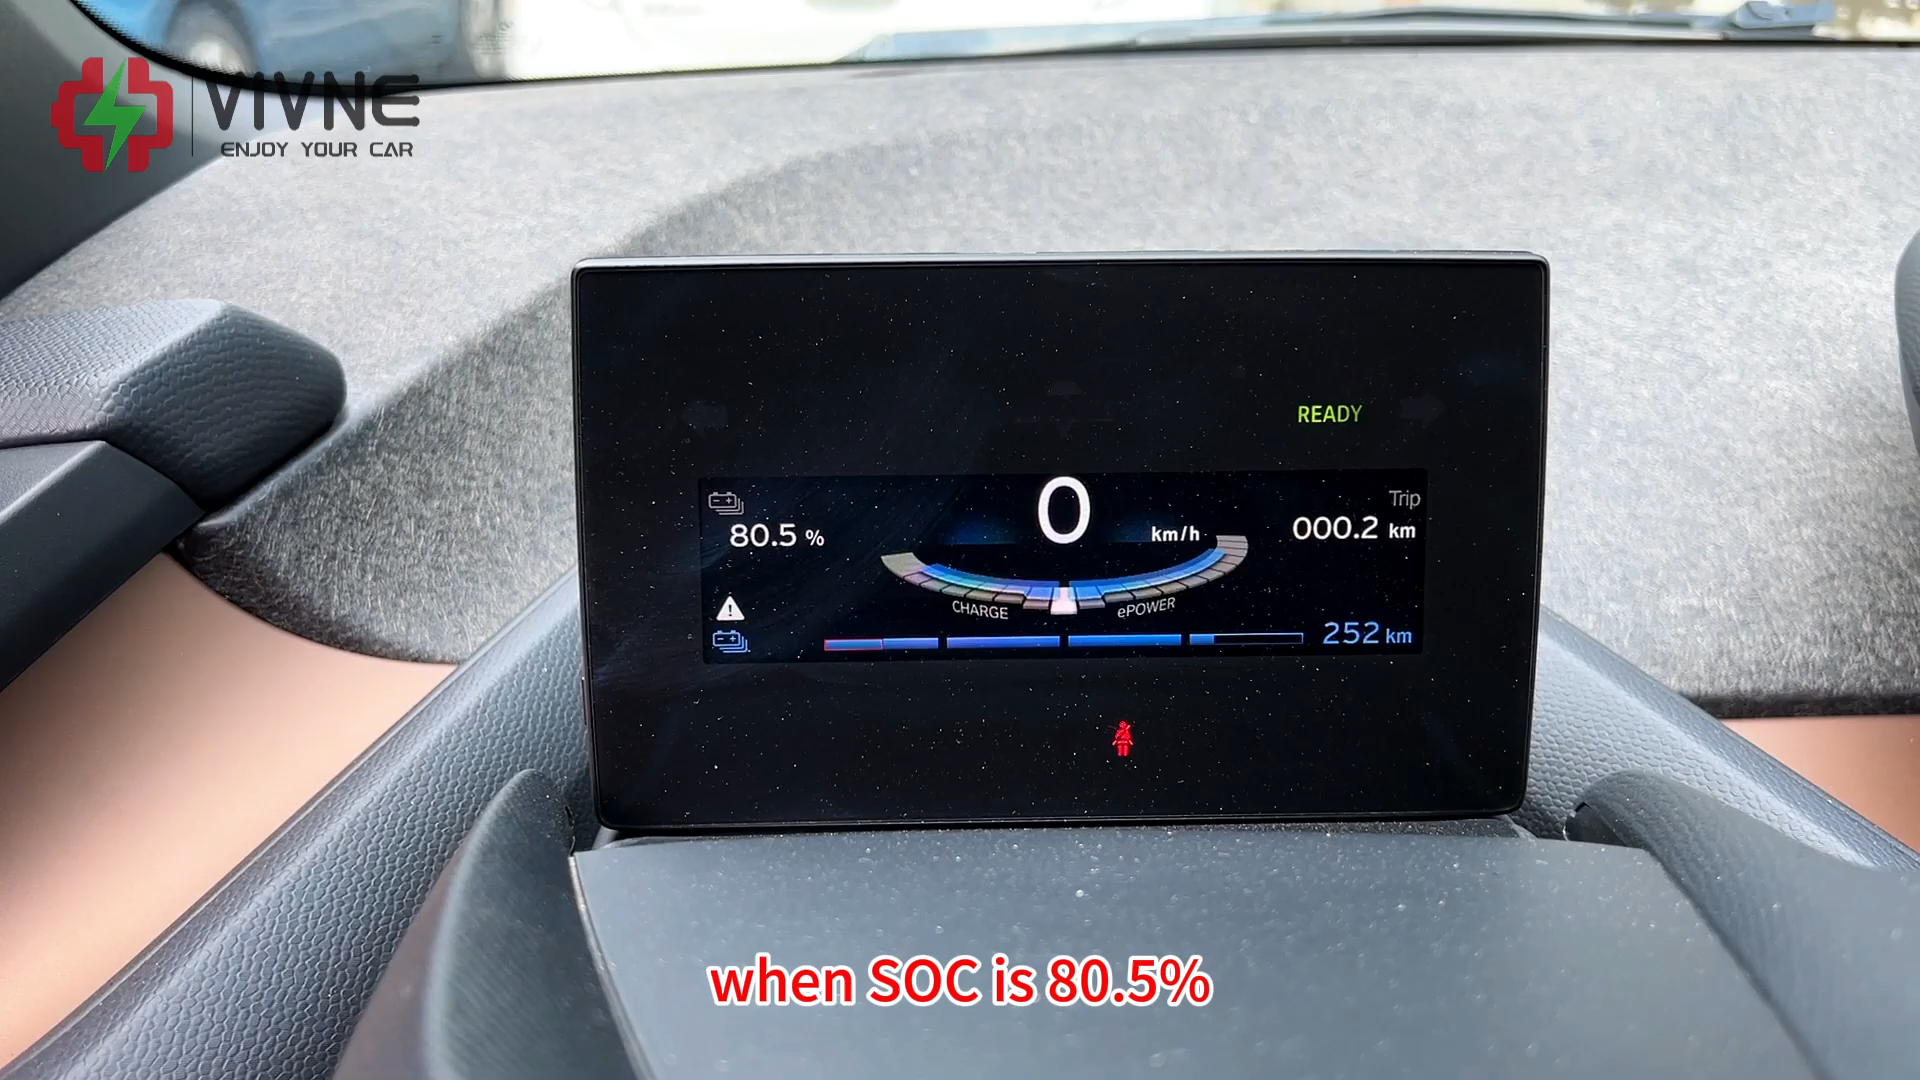 VIVNE
ENJOY YOUR CAR
READY
80.5 %
0 km/h
Trip
000.2 km
CHARGE
ePOWER
252 km
when SOC is 80.5%